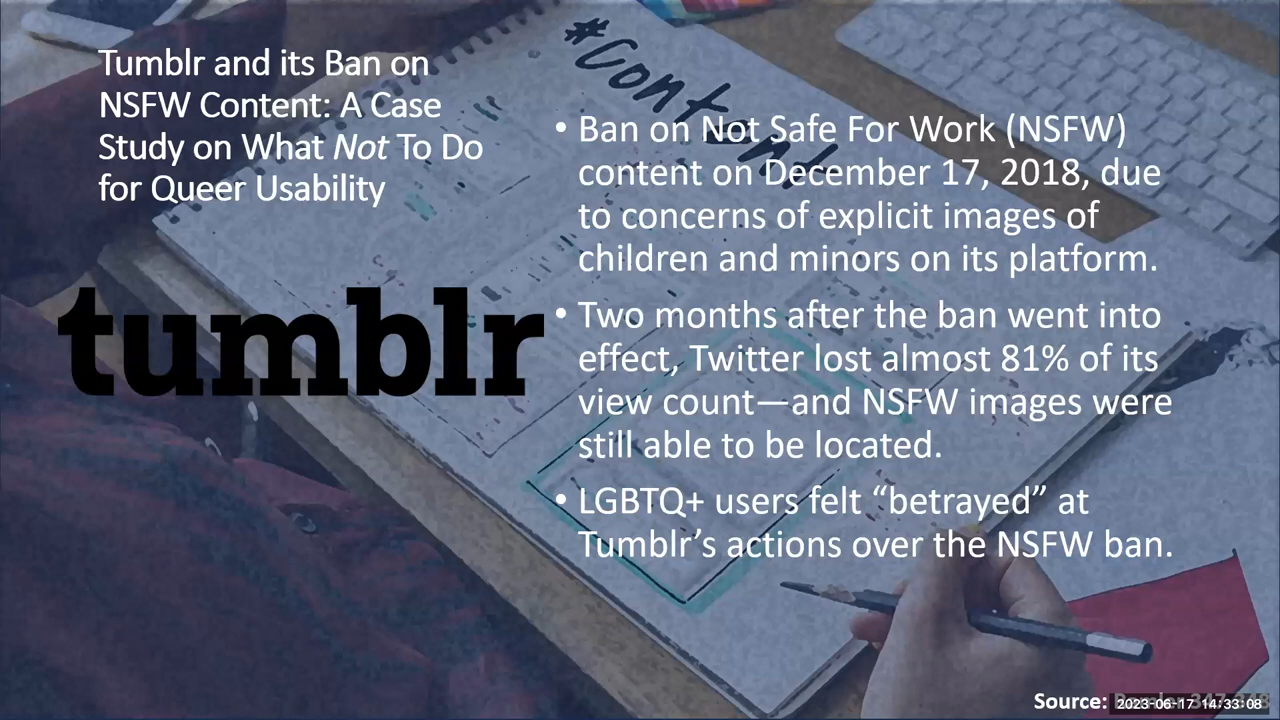 Tumblr and its Ban on
NSFW Content: A Case
Study on What Not To Do
for Queer Usability
#Content
tumblr
• Ban on Not Safe For Work (NSFW)
content on December 17, 2018, due
to concerns of explicit images of
children and minors on its platform.
• Two months after the ban went into
effect, Twitter lost almost 81% of its
view count—and NSFW images were
still able to be located.
• LGBTQ+ users felt “betrayed” at
Tumblr’s actions over the NSFW ban.
Source:
2023-06-17 14:33:08